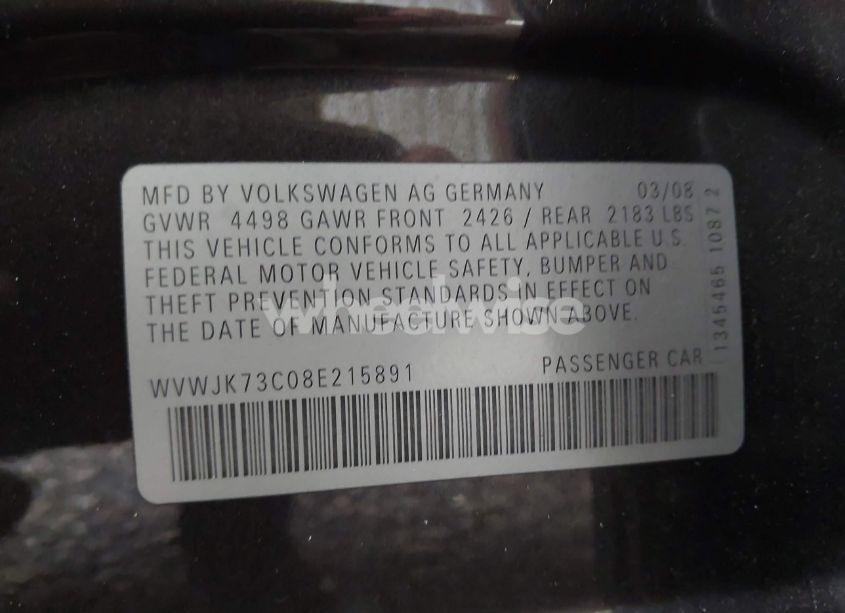 MFD BY VOLKSWAGEN AG GERMANY 03/08
GVWR 4498 GAWR FRONT 2426 / REAR 2183 LBS
THIS VEHICLE CONFORMS TO ALL APPLICABLE U.S.
FEDERAL MOTOR VEHICLE SAFETY, BUMPER AND
THEFT PREVENTION STANDARDS IN EFFECT ON
THE DATE OF MANUFACTURE SHOWN ABOVE.
WVWJK73C08E215891 PASSENGER CAR
1345465 1087 2
wheelwise